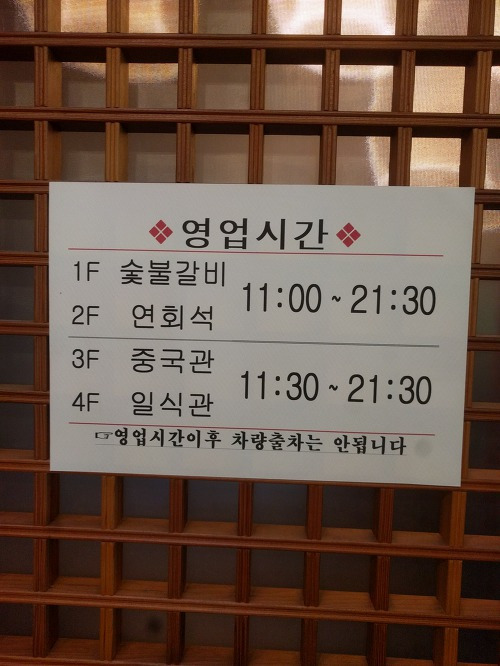 ❖영업시간❖
1F 숯불갈비
2F 연회석
11:00 ~ 21:30
3F 중국관
4F 일식관
11:30 ~ 21:30
☞영업시간이후 차량출차는 안됩니다